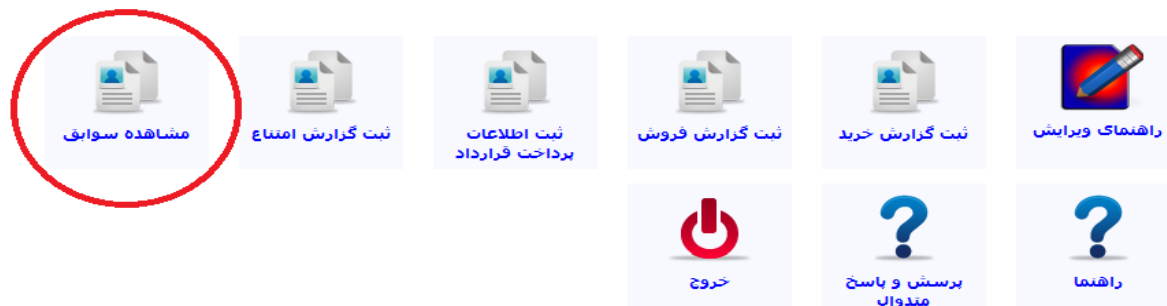 راهنمای ویرایش
ثبت گزارش خرید
ثبت گزارش فروش
ثبت اطلاعات
پرداخت قرارداد
ثبت گزارش امتناع
مشاهده سوابق
راهنما
پرسش و پاسخ
متدوال
خروج